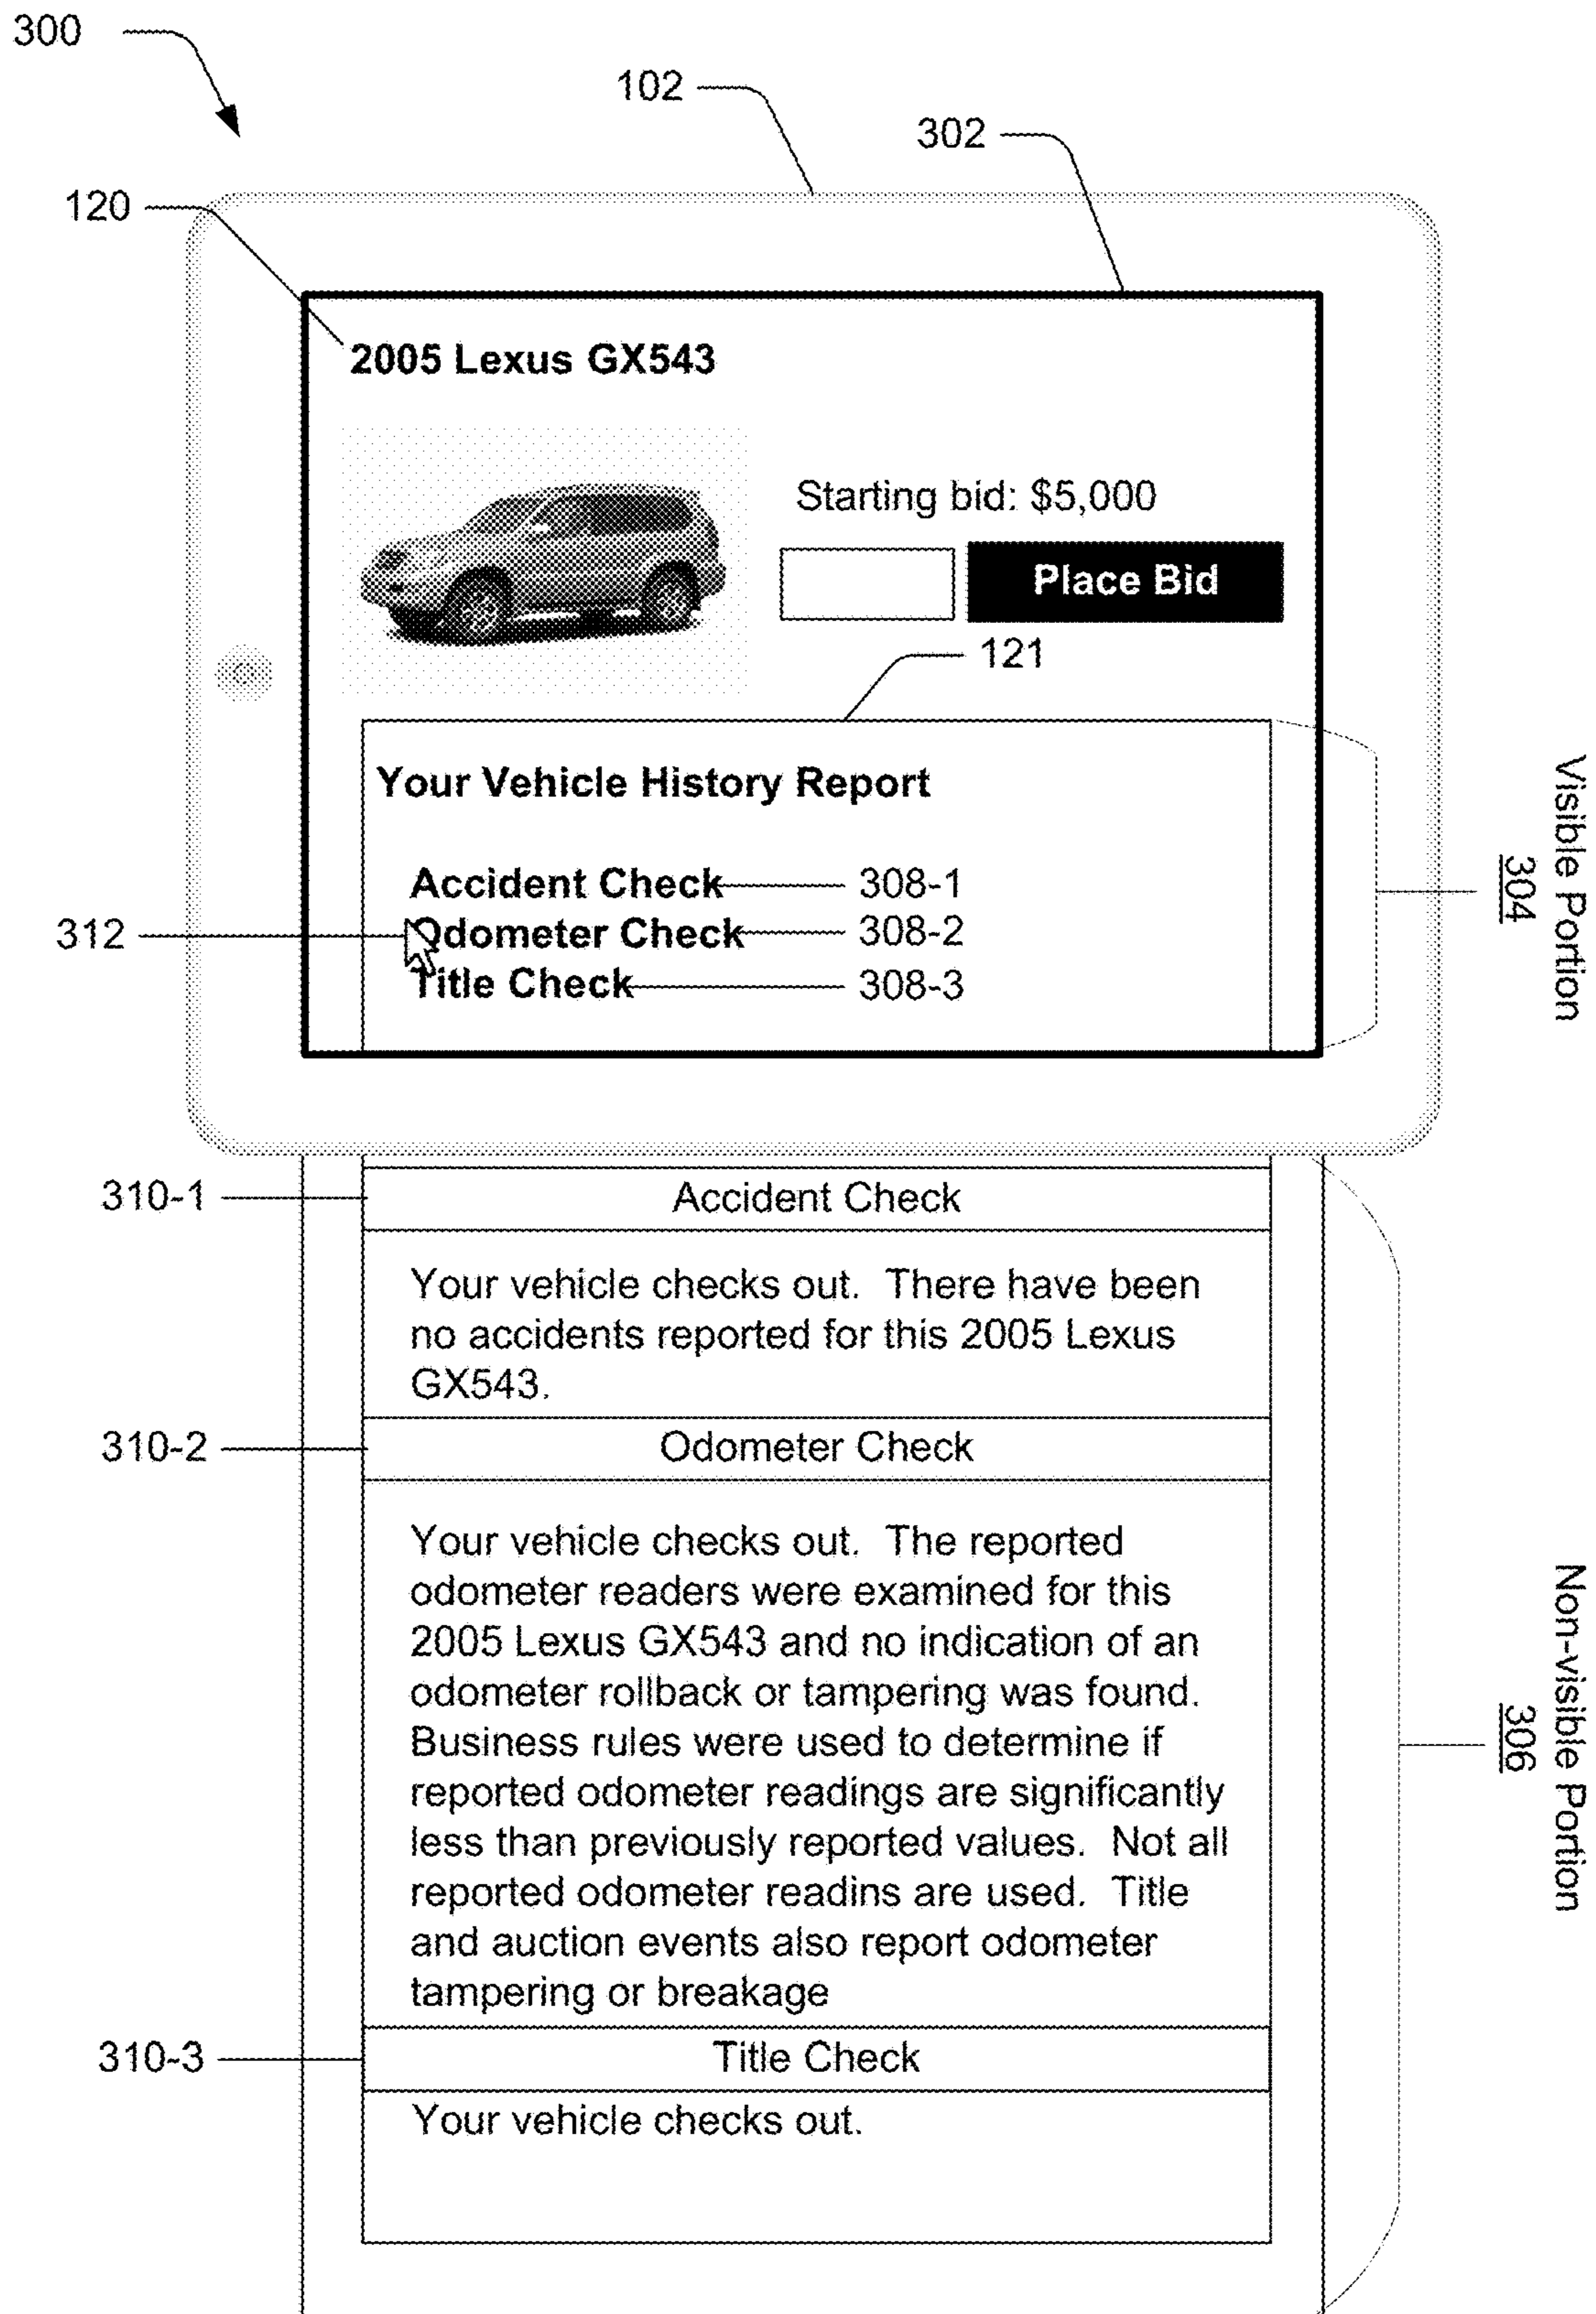 300
102
302
120
2005 Lexus GX543
Starting bid: $5,000
Place Bid
121
Your Vehicle History Report
Accident Check 308-1
312
Odometer Check 308-2
Title Check 308-3
Visible Portion
304
310-1
Accident Check
Your vehicle checks out. There have been
no accidents reported for this 2005 Lexus
GX543.
310-2
Odometer Check
Your vehicle checks out. The reported
odometer readers were examined for this
2005 Lexus GX543 and no indication of an
odometer rollback or tampering was found.
Business rules were used to determine if
reported odometer readings are significantly
less than previously reported values. Not all
reported odometer readins are used. Title
and auction events also report odometer
tampering or breakage
Non-visible Portion
306
310-3
Title Check
Your vehicle checks out.